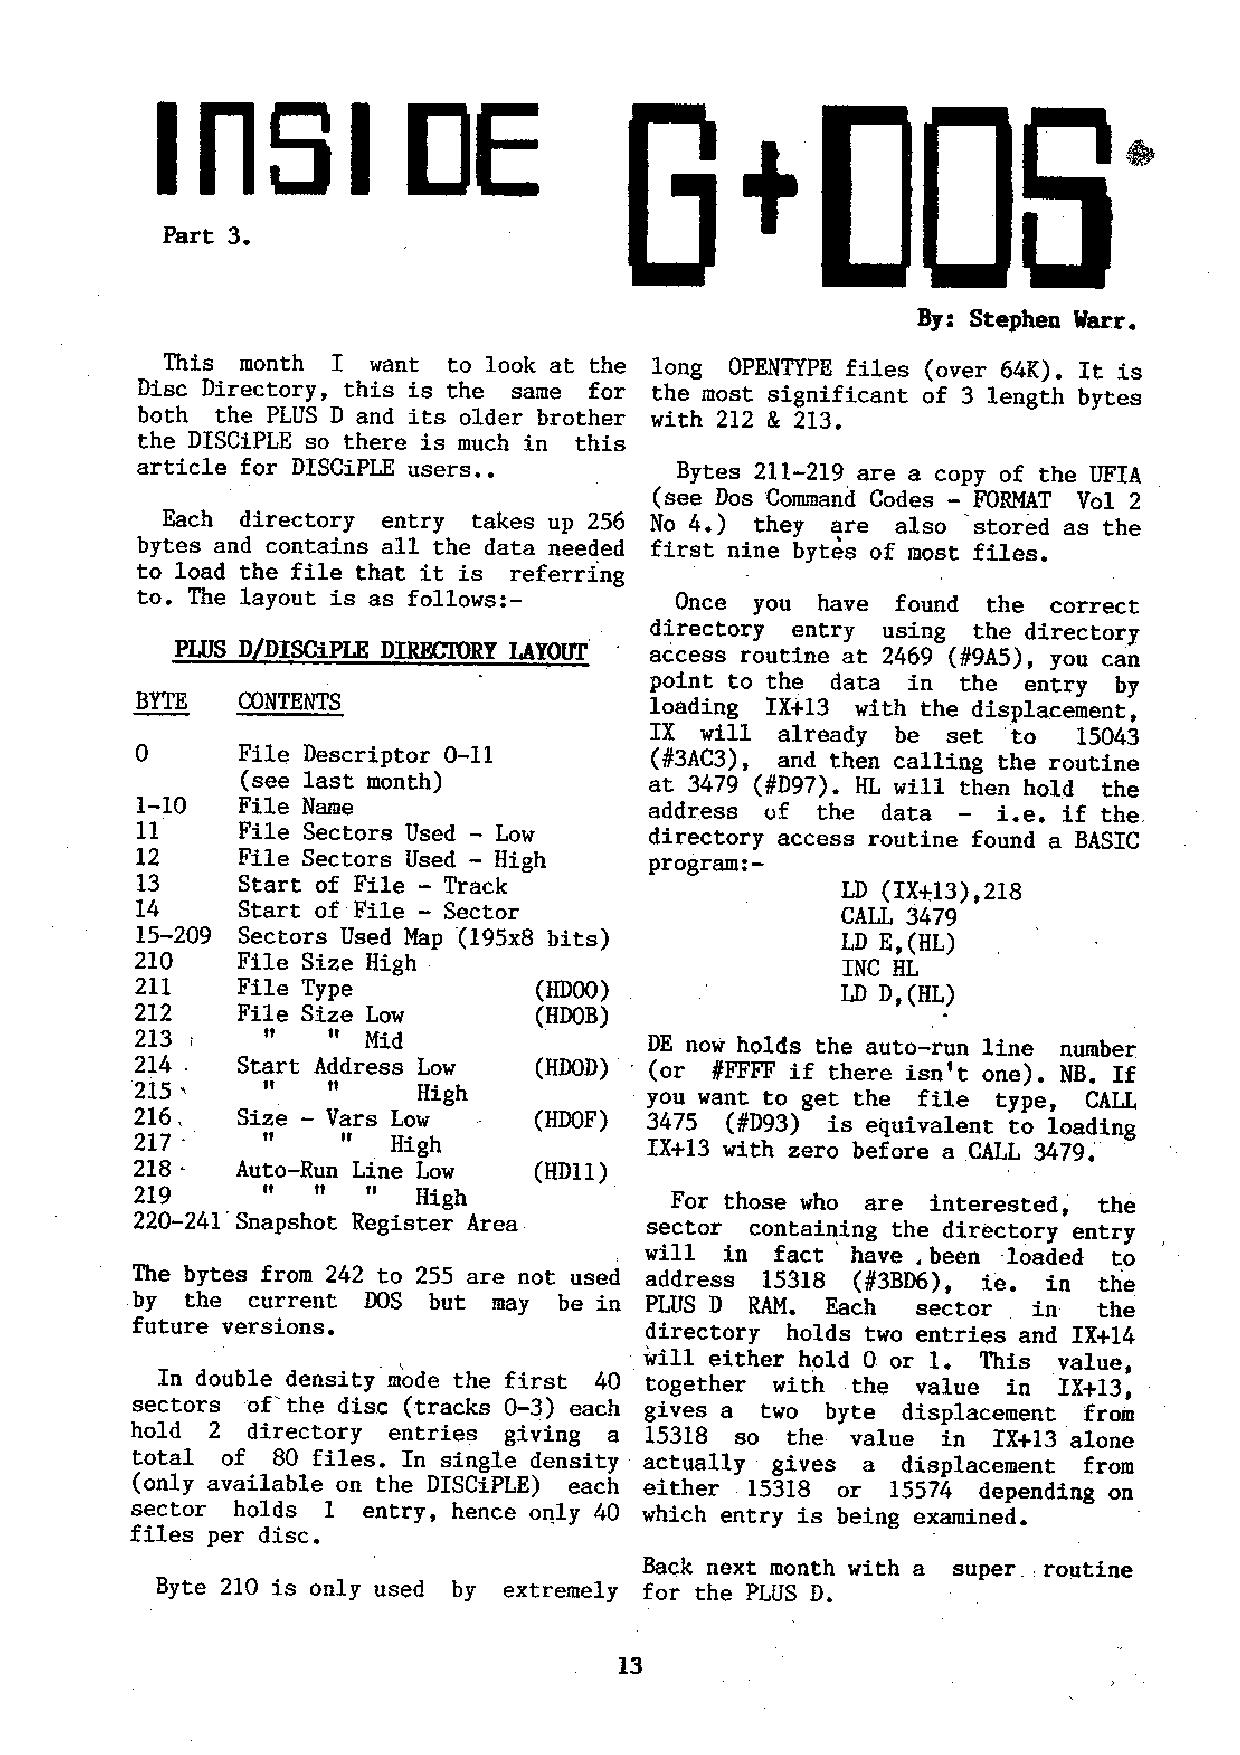 INSIDE G+DOS
Part 3.
By: Stephen Warr.
This month I want to look at the
Disc Directory, this is the same for
both the PLUS D and its older brother
the DISCiPLE so there is much in this
article for DISCiPLE users..
Each directory entry takes up 256
bytes and contains all the data needed
to load the file that it is referring
to. The layout is as follows:-
PLUS D/DISCiPLE DIRECTORY LAYOUT
BYTE CONTENTS
0 File Descriptor 0-11
(see last month)
1-10 File Name
11 File Sectors Used - Low
12 File Sectors Used - High
13 Start of File - Track
14 Start of File - Sector
15-209 Sectors Used Map (195x8 bits)
210 File Size High
211 File Type (HD00)
212 File Size Low (HD0B)
213 " " Mid
214 Start Address Low (HD0D)
215 " " High
216 Size - Vars Low (HD0F)
217 " " High
218 Auto-Run Line Low (HD11)
219 " " " High
220-241 Snapshot Register Area
The bytes from 242 to 255 are not used
by the current DOS but may be in
future versions.
In double density mode the first 40
sectors of the disc (tracks 0-3) each
hold 2 directory entries giving a
total of 80 files. In single density
(only available on the DISCiPLE) each
sector holds 1 entry, hence only 40
files per disc.
Byte 210 is only used by extremely
long OPENTYPE files (over 64K). It is
the most significant of 3 length bytes
with 212 & 213.
Bytes 211-219 are a copy of the UFIA
(see Dos Command Codes - FORMAT Vol 2
No 4.) they are also stored as the
first nine bytes of most files.
Once you have found the correct
directory entry using the directory
access routine at 2469 (#9A5), you can
point to the data in the entry by
loading IX+13 with the displacement,
IX will already be set to 15043
(#3AC3), and then calling the routine
at 3479 (#D97). HL will then hold the
address of the data - i.e. if the
directory access routine found a BASIC
program:-
LD (IX+13),218
CALL 3479
LD E,(HL)
INC HL
LD D,(HL)
DE now holds the auto-run line number
(or #FFFF if there isn't one). NB. If
you want to get the file type, CALL
3475 (#D93) is equivalent to loading
IX+13 with zero before a CALL 3479.
For those who are interested, the
sector containing the directory entry
will in fact have been loaded to
address 15318 (#3BD6), ie. in the
PLUS D RAM. Each sector in the
directory holds two entries and IX+14
will either hold 0 or 1. This value,
together with the value in IX+13,
gives a two byte displacement from
15318 so the value in IX+13 alone
actually gives a displacement from
either 15318 or 15574 depending on
which entry is being examined.
Back next month with a super routine
for the PLUS D.
13